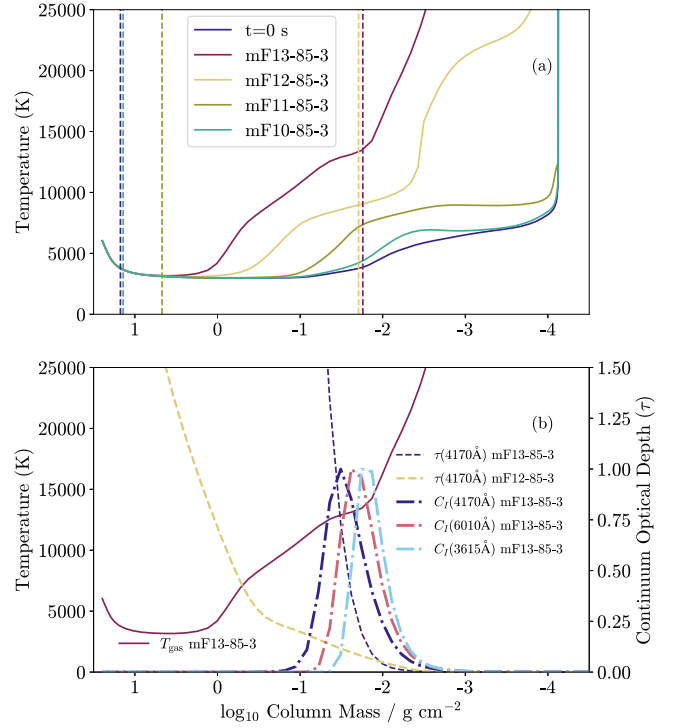 25000
20000
15000
10000
5000
0
Temperature (K)
t=0 s
mF13-85-3
mF12-85-3
mF11-85-3
mF10-85-3
(a)
1 0 -1 -2 -3 -4
25000
20000
15000
10000
5000
0
Temperature (K)
(b)
τ(4170Å) mF13-85-3
τ(4170Å) mF12-85-3
C_I(4170Å) mF13-85-3
C_I(6010Å) mF13-85-3
C_I(3615Å) mF13-85-3
T_gas mF13-85-3
1.50
1.25
1.00
0.75
0.50
0.25
0.00
Continuum Optical Depth (τ)
1 0 -1 -2 -3 -4
log₁₀ Column Mass / g cm⁻²